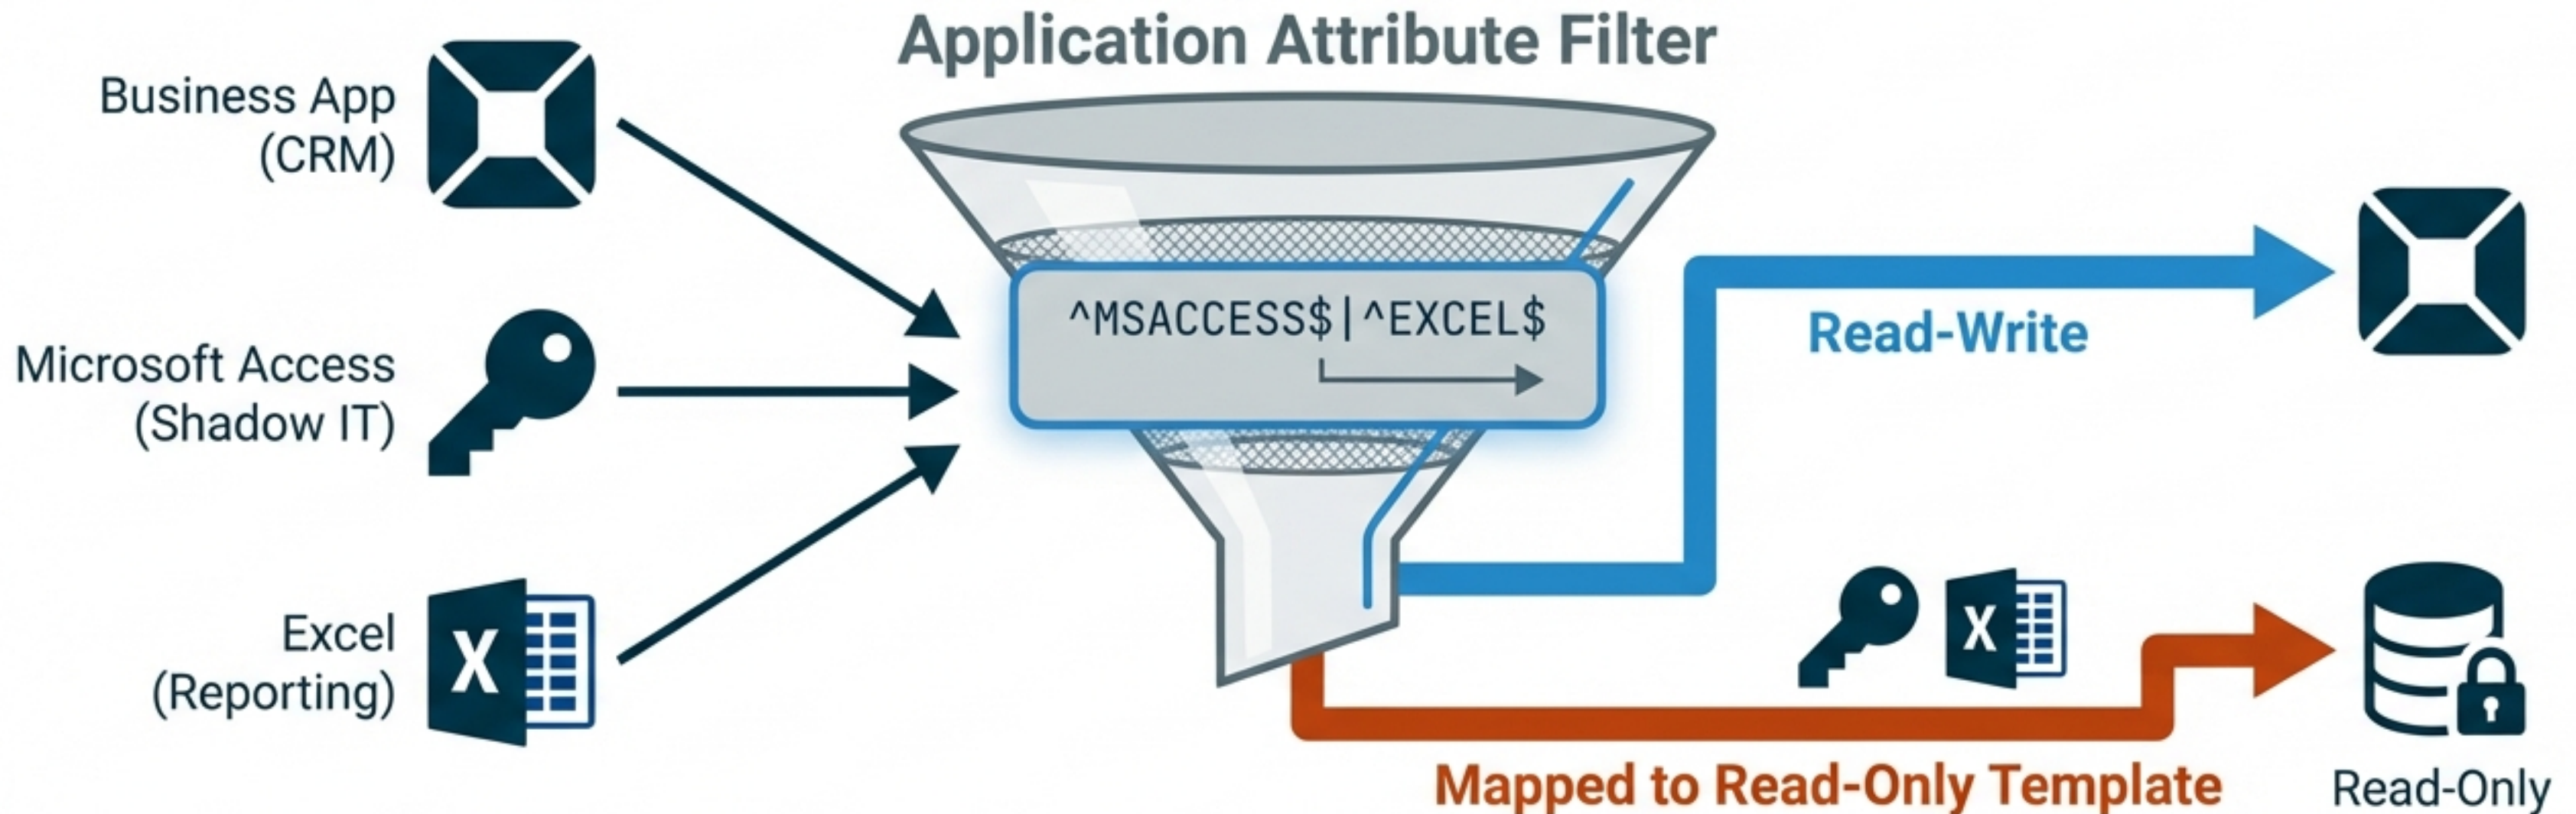 Application Attribute Filter
Business App
(CRM)
Microsoft Access
(Shadow IT)
Excel
(Reporting)
X
^MSACCESS$|^EXCEL$
Read-Write
X
Mapped to Read-Only Template
Read-Only